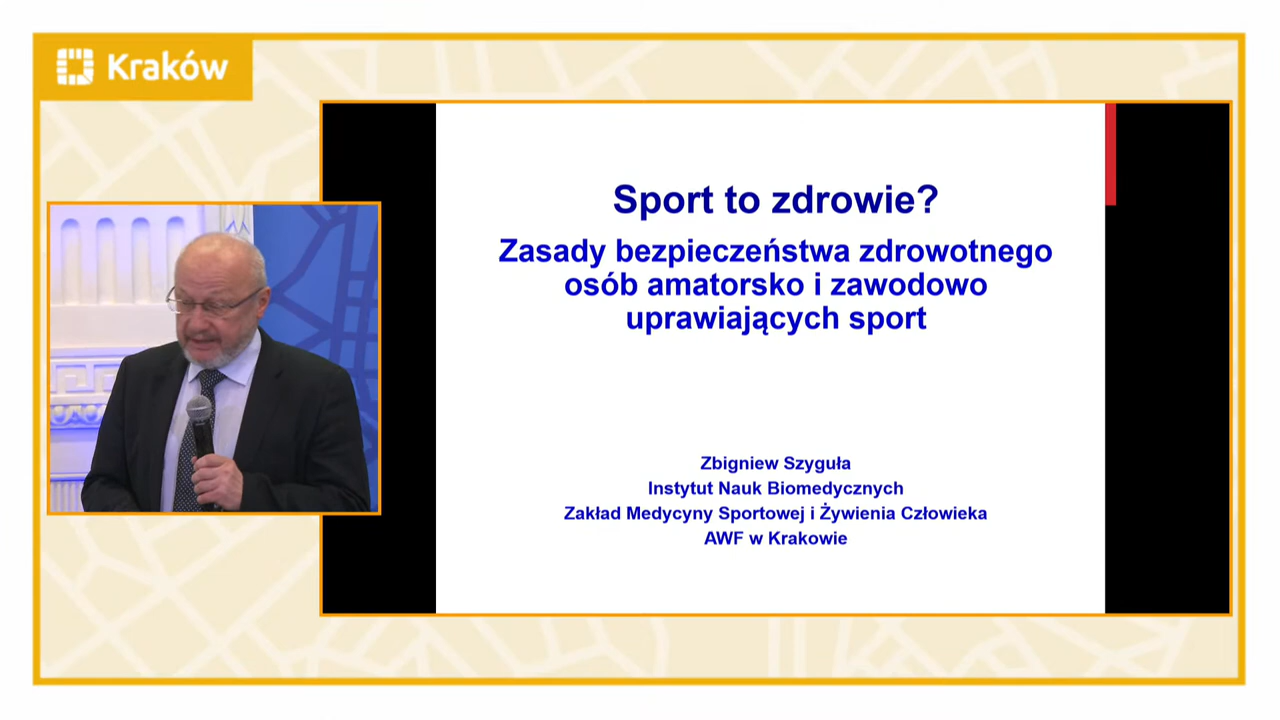 Kraków
Sport to zdrowie?
Zasady bezpieczeństwa zdrowotnego
osób amatorsko i zawodowo
uprawiających sport
Zbigniew Szyguła
Instytut Nauk Biomedycznych
Zakład Medycyny Sportowej i Żywienia Człowieka
AWF w Krakowie